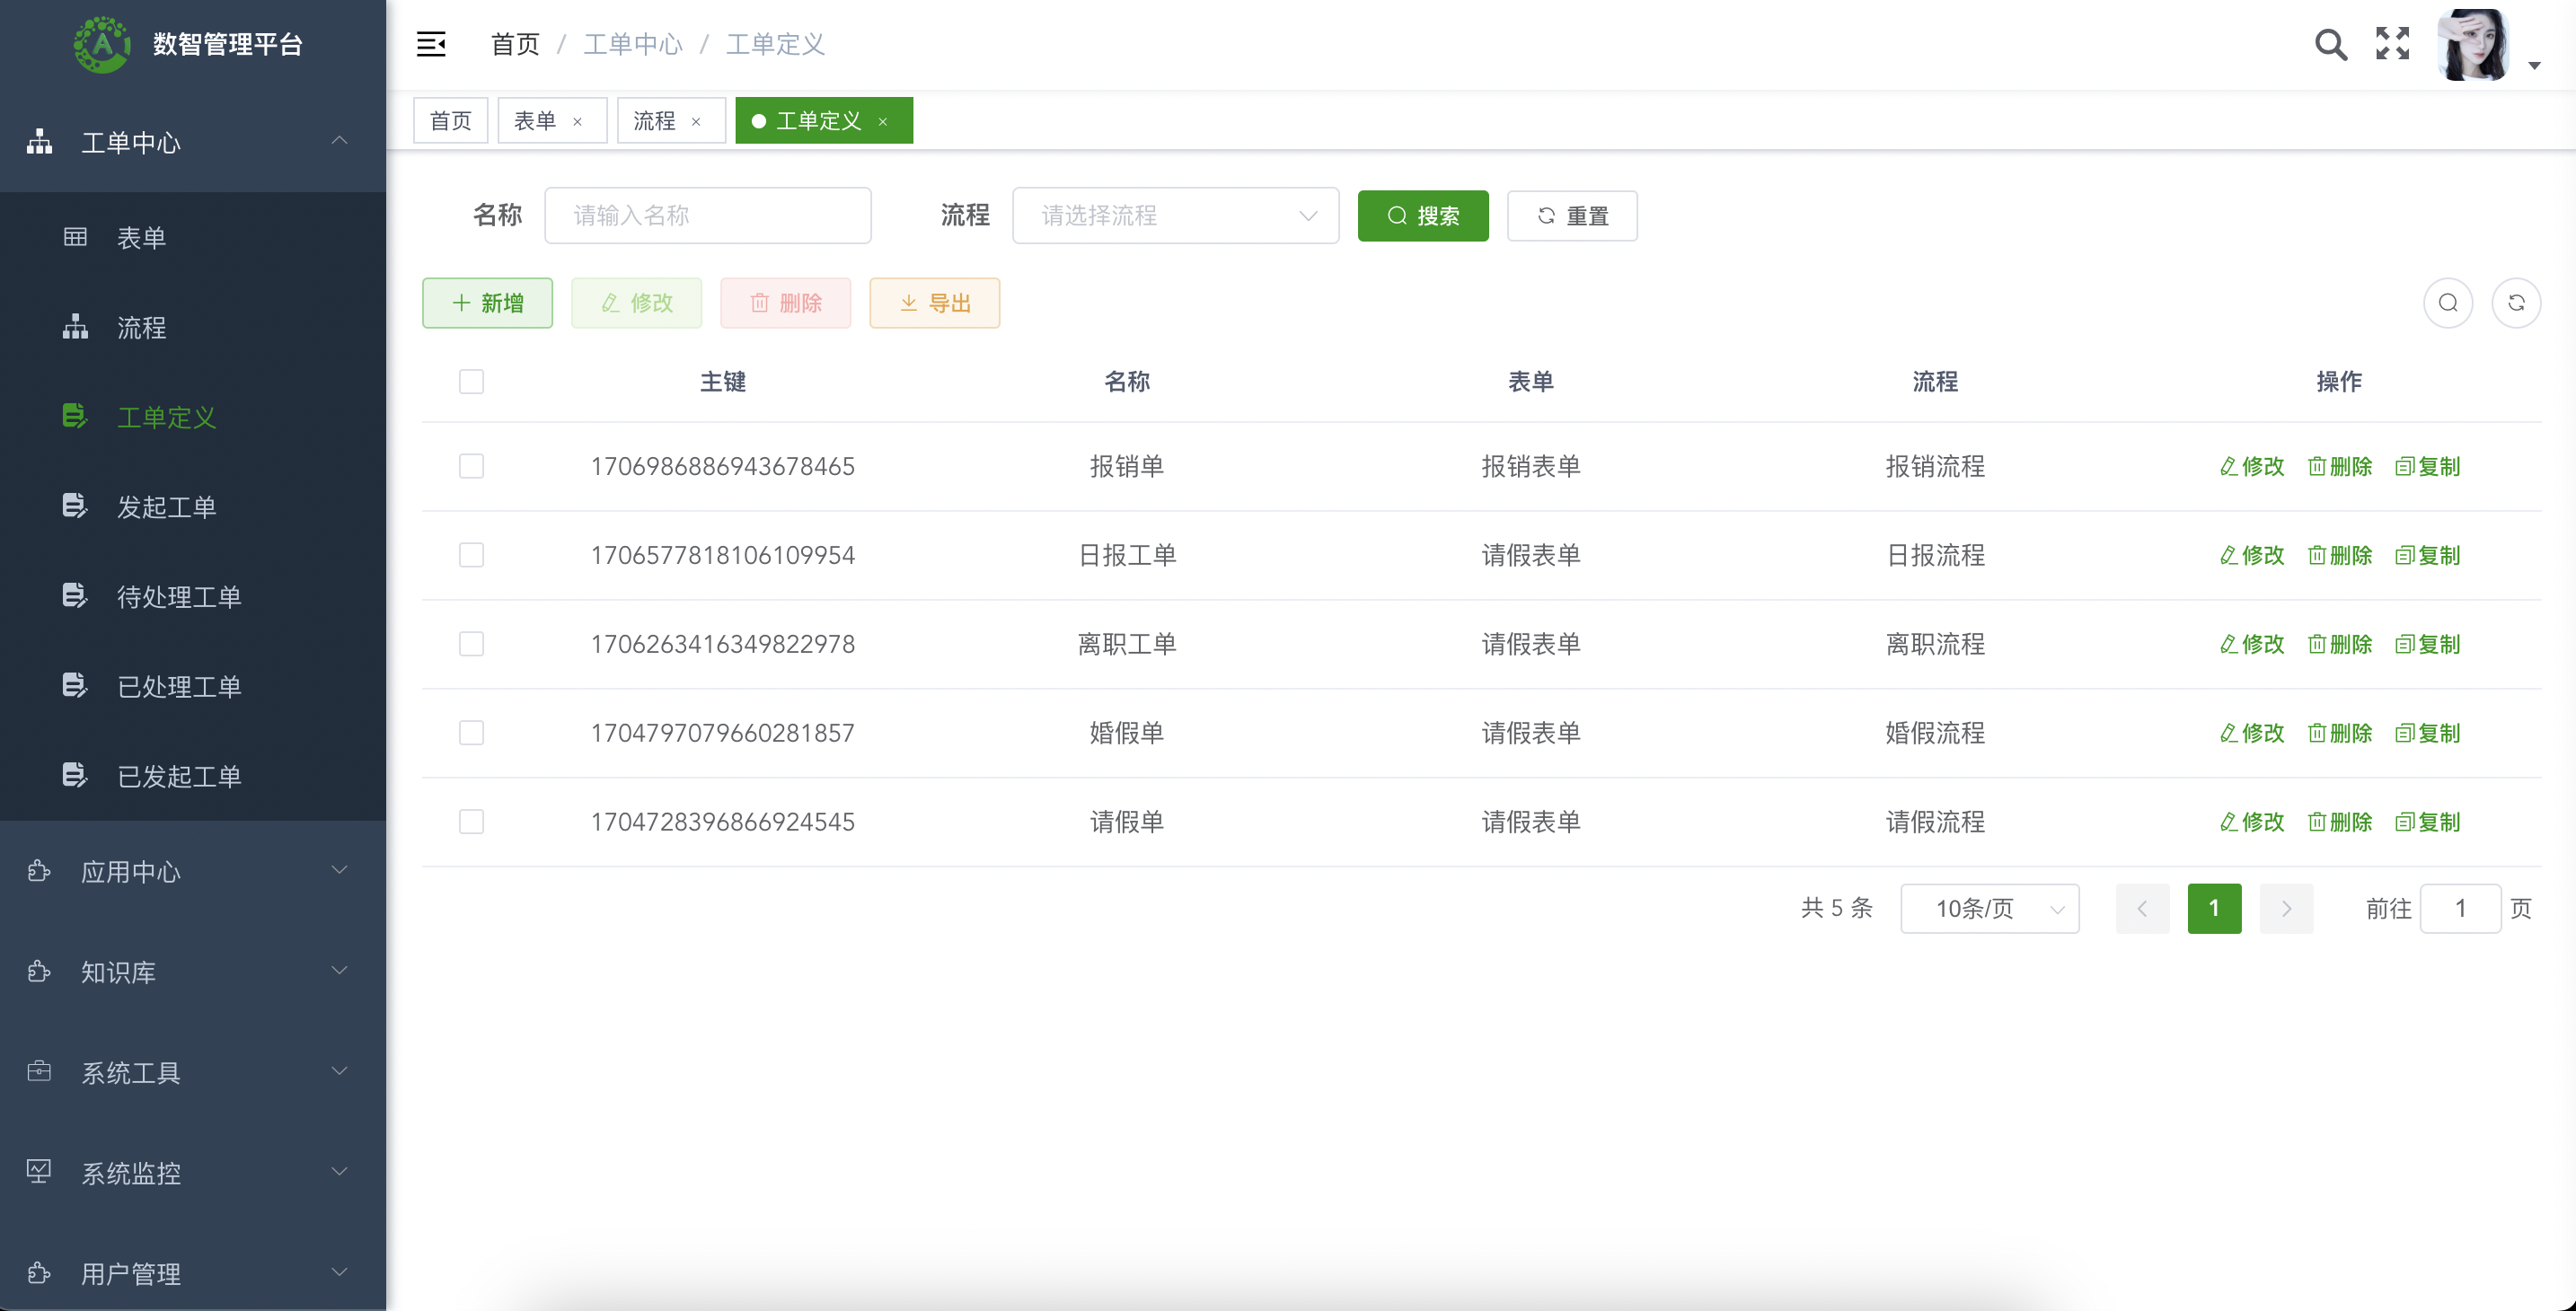 数智管理平台
工单中心
表单
流程
工单定义
发起工单
待处理工单
已处理工单
已发起工单
应用中心
知识库
系统工具
系统监控
用户管理
首页 / 工单中心 / 工单定义
首页 表单 × 流程 × 工单定义 ×
名称 请输入名称 流程 请选择流程 搜索 重置
新增 修改 删除 导出
主键 名称 表单 流程 操作
1706986886943678465 报销单 报销表单 报销流程 修改 删除 复制
1706577818106109954 日报工单 请假表单 日报流程 修改 删除 复制
1706263416349822978 离职工单 请假表单 离职流程 修改 删除 复制
1704797079660281857 婚假单 请假表单 婚假流程 修改 删除 复制
1704728396866924545 请假单 请假表单 请假流程 修改 删除 复制
共 5 条 10条/页 1 前往 1 页